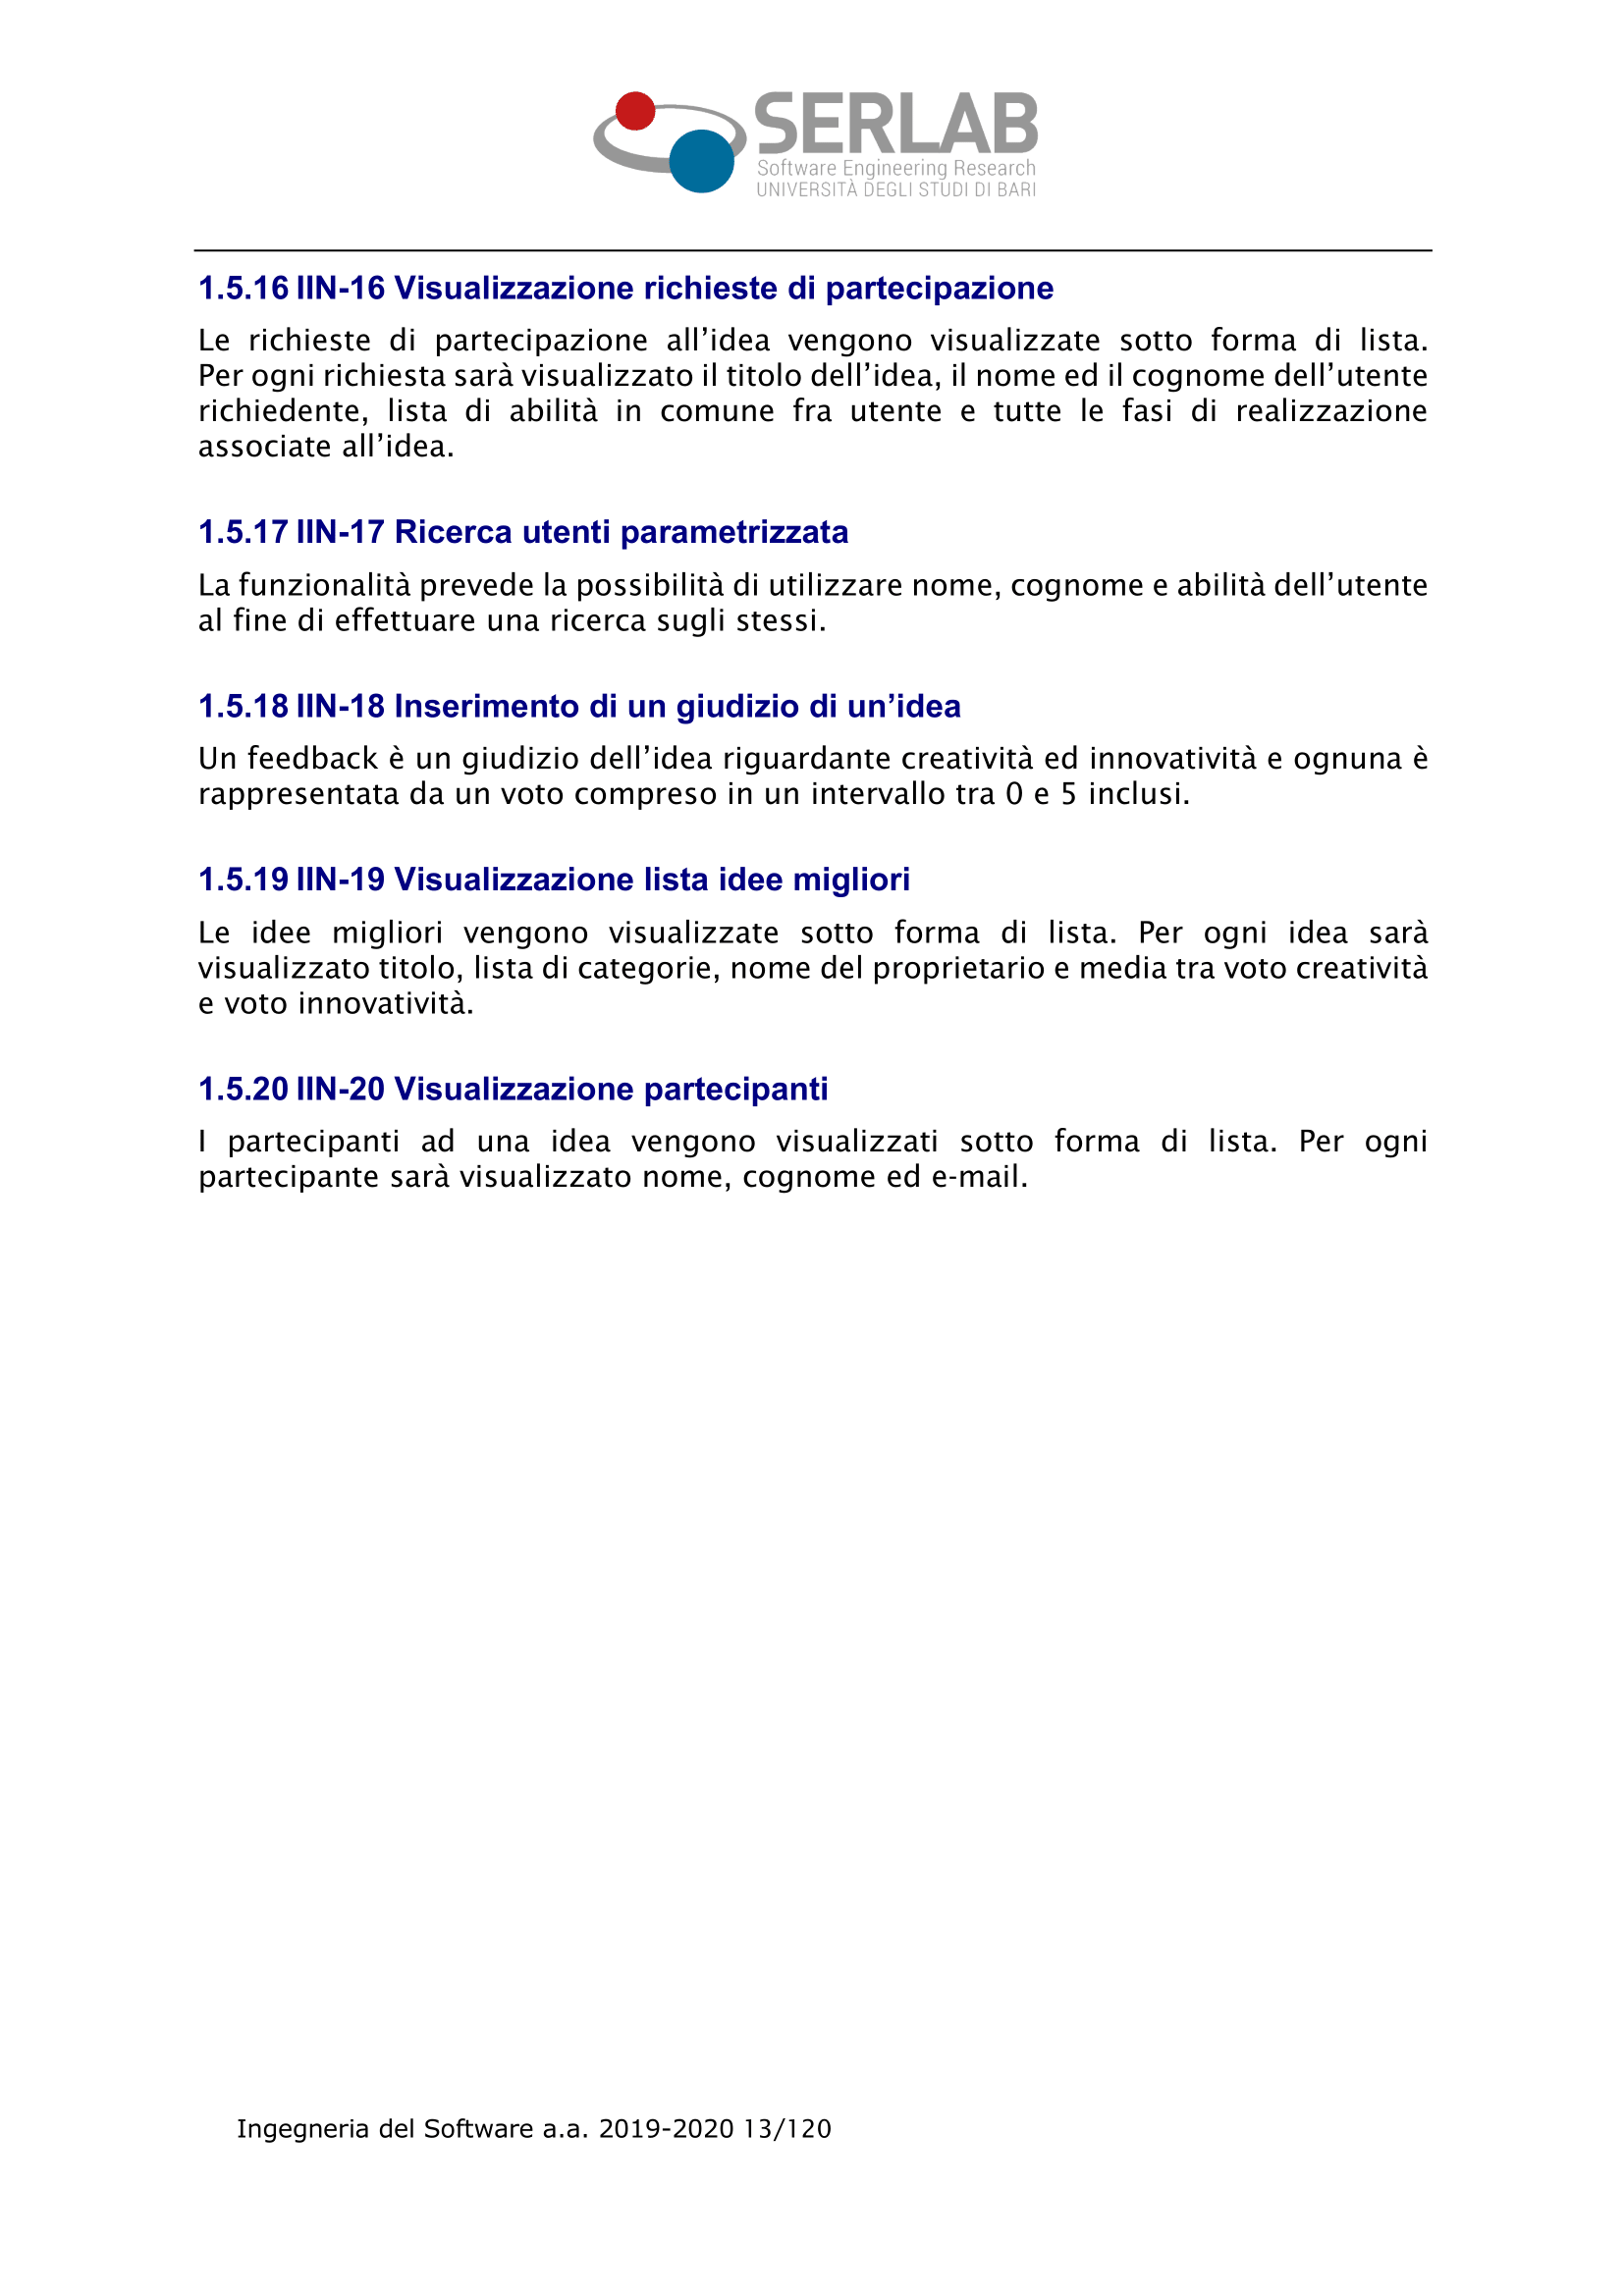 SERLAB
Software Engineering Research
UNIVERSITÀ DEGLI STUDI DI BARI
1.5.16 IIN-16 Visualizzazione richieste di partecipazione
Le richieste di partecipazione all’idea vengono visualizzate sotto forma di lista.
Per ogni richiesta sarà visualizzato il titolo dell’idea, il nome ed il cognome dell’utente
richiedente, lista di abilità in comune fra utente e tutte le fasi di realizzazione
associate all’idea.
1.5.17 IIN-17 Ricerca utenti parametrizzata
La funzionalità prevede la possibilità di utilizzare nome, cognome e abilità dell’utente
al fine di effettuare una ricerca sugli stessi.
1.5.18 IIN-18 Inserimento di un giudizio di un’idea
Un feedback è un giudizio dell’idea riguardante creatività ed innovatività e ognuna è
rappresentata da un voto compreso in un intervallo tra 0 e 5 inclusi.
1.5.19 IIN-19 Visualizzazione lista idee migliori
Le idee migliori vengono visualizzate sotto forma di lista. Per ogni idea sarà
visualizzato titolo, lista di categorie, nome del proprietario e media tra voto creatività
e voto innovatività.
1.5.20 IIN-20 Visualizzazione partecipanti
I partecipanti ad una idea vengono visualizzati sotto forma di lista. Per ogni
partecipante sarà visualizzato nome, cognome ed e-mail.
Ingegneria del Software a.a. 2019-2020 13/120